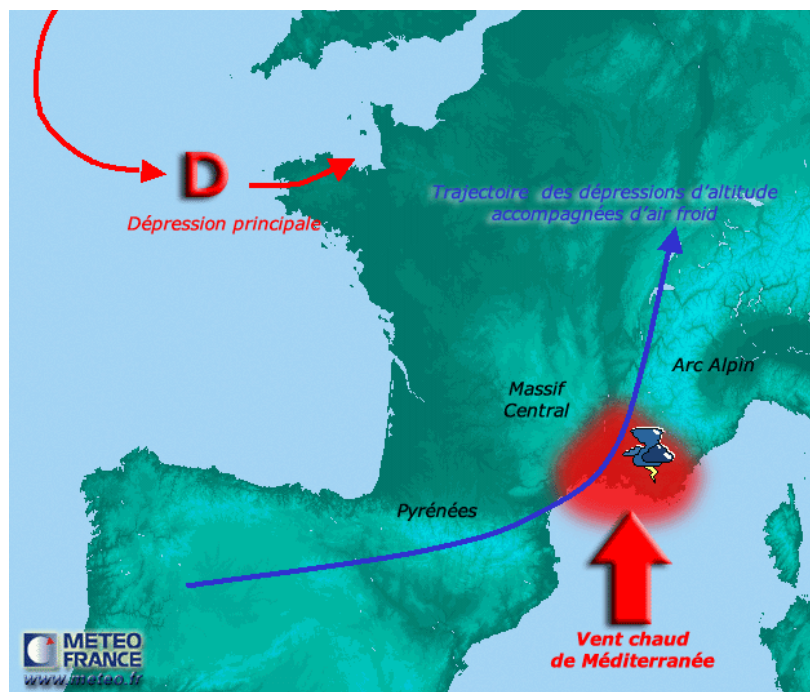 D
Dépression principale
Trajectoire des dépressions d'altitude
accompagnées d'air froid
Arc Alpin
Massif
Central
Pyrénées
Vent chaud
de Méditerranée
METEO
FRANCE
www.meteo.fr